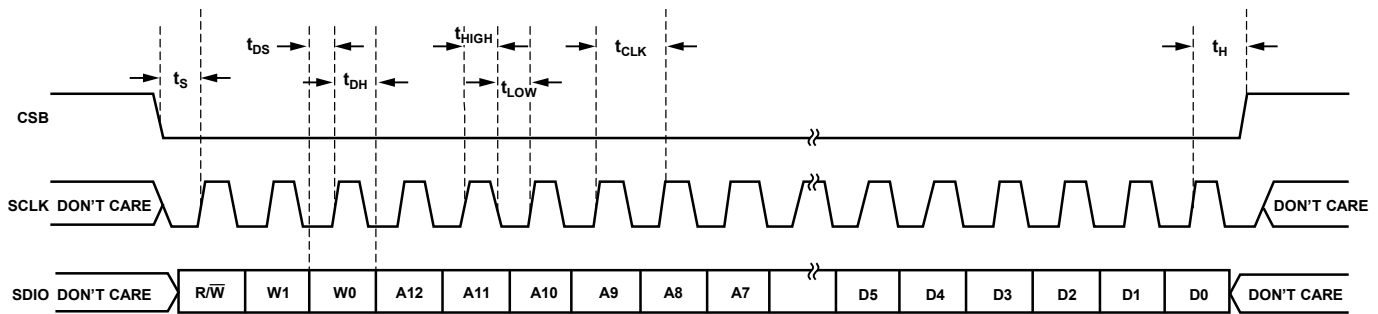 tDS
tHIGH
tCLK
tH
tS
tDH
tLOW
CSB
SCLK DON'T CARE
DON'T CARE
SDIO DON'T CARE
R/W̅
W1
W0
A12
A11
A10
A9
A8
A7
D5
D4
D3
D2
D1
D0
DON'T CARE